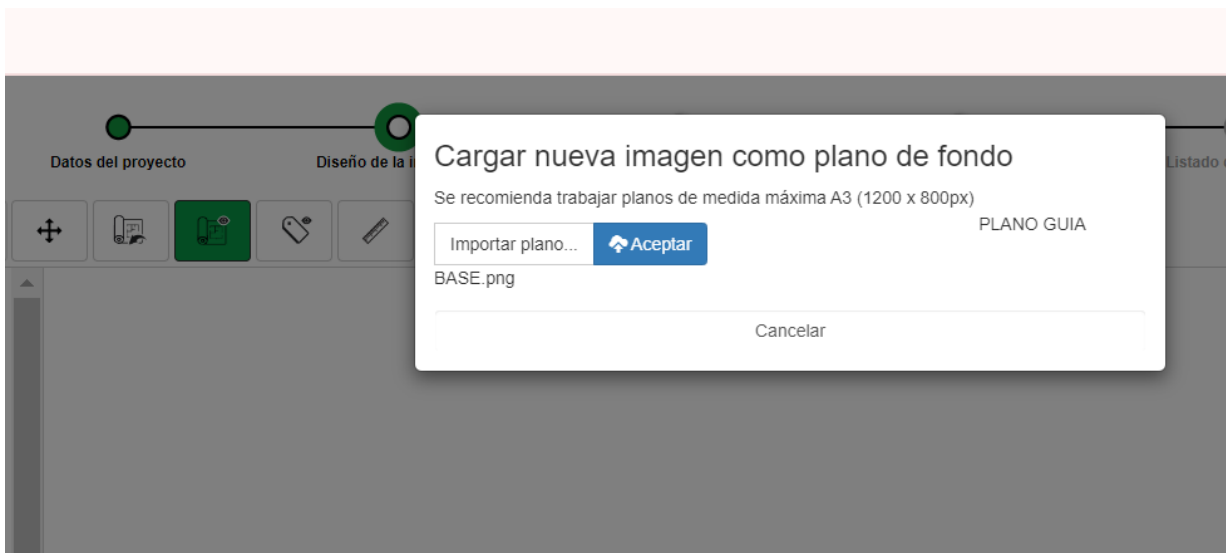 Datos del proyecto
Diseño de la i
Listado
Cargar nueva imagen como plano de fondo
Se recomienda trabajar planos de medida máxima A3 (1200 x 800px)
PLANO GUIA
Importar plano...
Aceptar
BASE.png
Cancelar